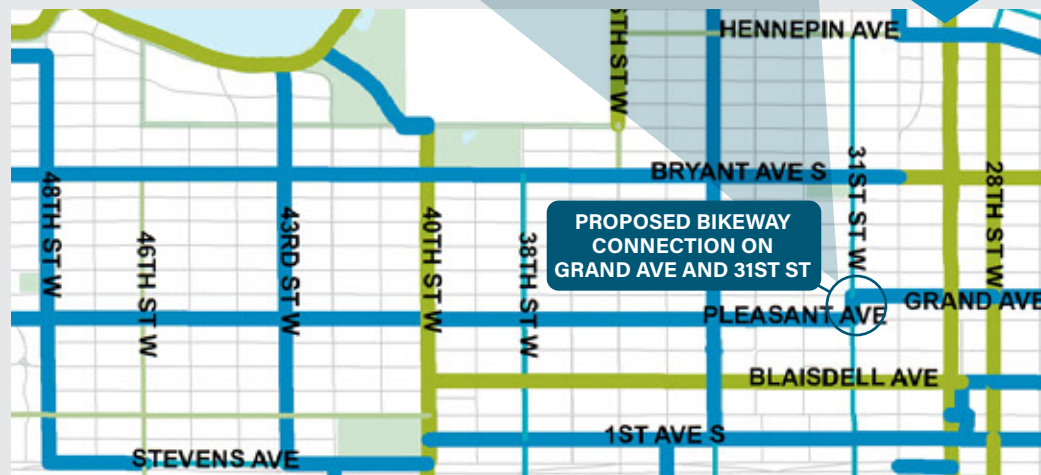 HENNEPIN AVE
5TH ST W
BRYANT AVE S
31ST ST W
28TH ST W
48TH ST W
46TH ST W
43RD ST W
40TH ST W
38TH ST W
PROPOSED BIKEWAY
CONNECTION ON
GRAND AVE AND 31ST ST
GRAND AVE
PLEASANT AVE
BLAISDELL AVE
1ST AVE S
STEVENS AVE